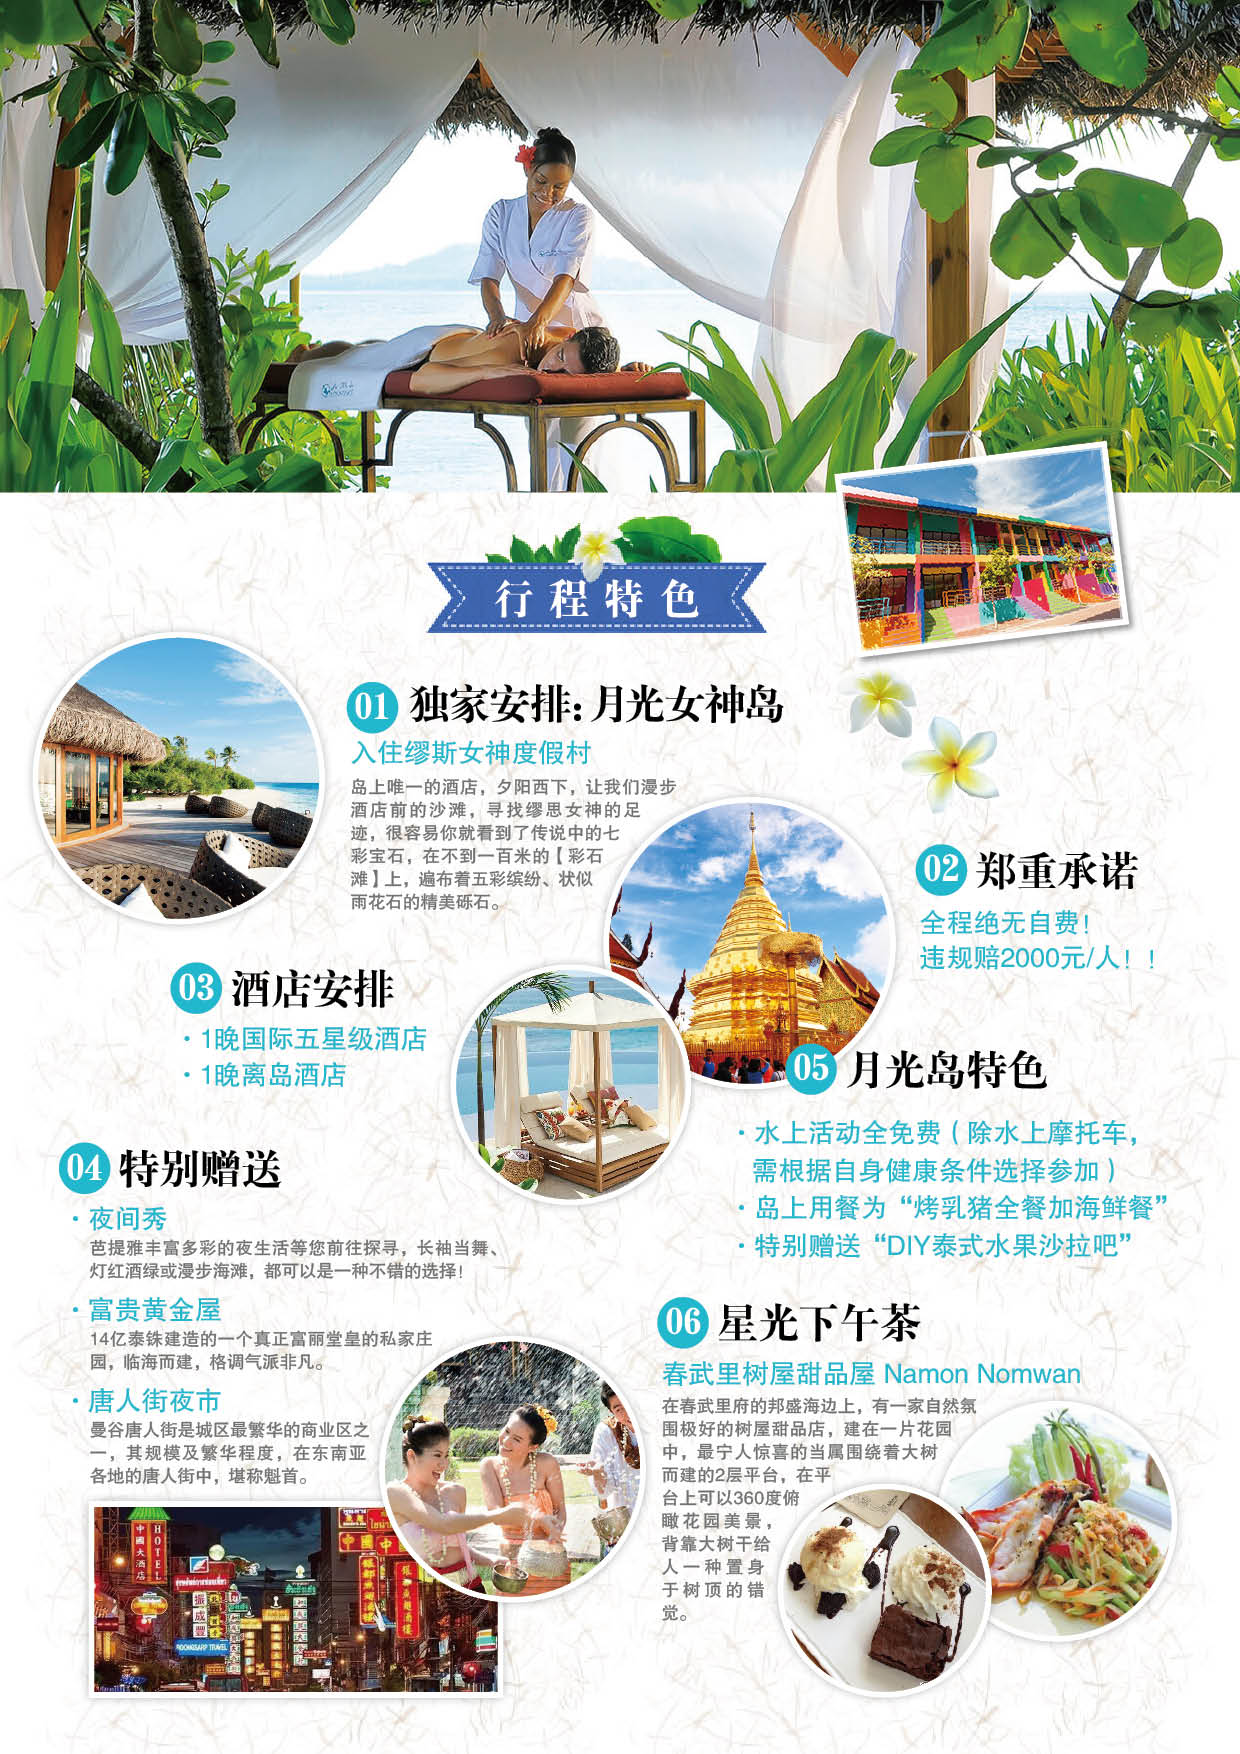 行程特色
01 独家安排：月光女神岛
入住缪斯女神度假村
岛上唯一的酒店，夕阳西下，让我们漫步
酒店前的沙滩，寻找缪思女神的足
迹，很容易你就看到了传说中的七
彩宝石，在不到一百米的【彩石
滩】上，遍布着五彩缤纷、状似
雨花石的精美砾石。
02 郑重承诺
全程绝无自费！
违规赔2000元/人！！
03 酒店安排
·1晚国际五星级酒店
·1晚离岛酒店
04 特别赠送
·夜间秀
芭提雅丰富多彩的夜生活等您前往探寻，长袖当舞、
灯红酒绿或漫步海滩，都可以是一种不错的选择！
·富贵黄金屋
14亿泰铢建造的一个真正富丽堂皇的私家庄
园，临海而建，格调气派非凡。
·唐人街夜市
曼谷唐人街是城区最繁华的商业区之
一，其规模及繁华程度，在东南亚
各地的唐人街中，堪称魁首。
05 月光岛特色
·水上活动全免费（除水上摩托车，
需根据自身健康条件选择参加）
·岛上用餐为“烤乳猪全餐加海鲜餐”
·特别赠送“DIY泰式水果沙拉吧”
06 星光下午茶
春武里树屋甜品屋 Namon Nomwan
在春武里府的邦盛海边上，有一家自然氛
围极好的树屋甜品店，建在一片花园
中，最宁人惊喜的当属围绕着大树
而建的2层平台，在平
台上可以360度俯
瞰花园美景，
背靠大树干给
人一种置身
于树顶的错
觉。
中國大酒店
HOTEL
振成豐
ROONGSARP TRAVEL
中國